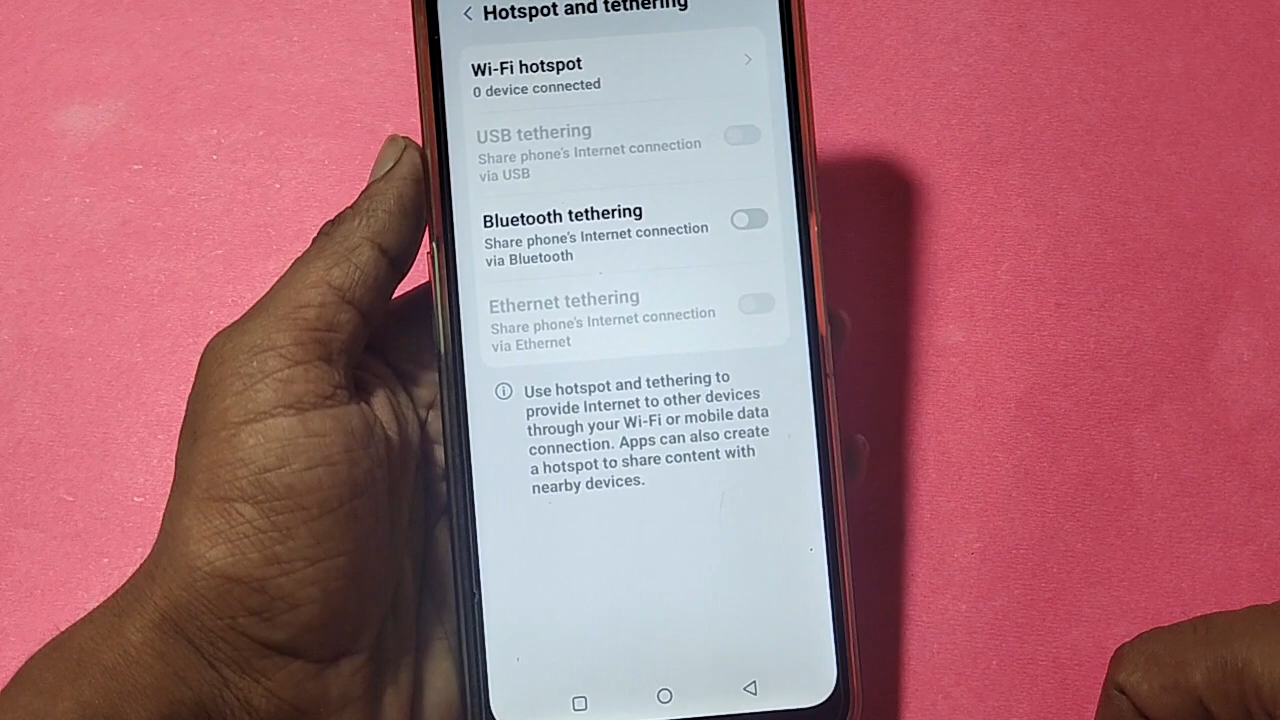 Hotspot and tethering
Wi-Fi hotspot
0 device connected
USB tethering
Share phone's Internet connection
via USB
Bluetooth tethering
Share phone's Internet connection
via Bluetooth
Ethernet tethering
Share phone's Internet connection
via Ethernet
Use hotspot and tethering to
provide Internet to other devices
through your Wi-Fi or mobile data
connection. Apps can also create
a hotspot to share content with
nearby devices.